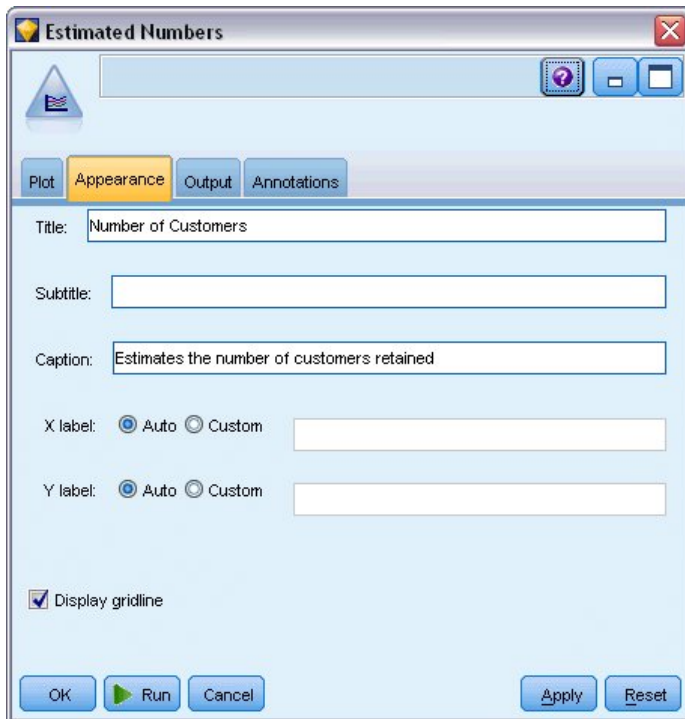 Estimated Numbers
Plot Appearance Output Annotations
Title: Number of Customers
Subtitle:
Caption: Estimates the number of customers retained
X label: Auto Custom
Y label: Auto Custom
Display gridline
OK Run Cancel Apply Reset